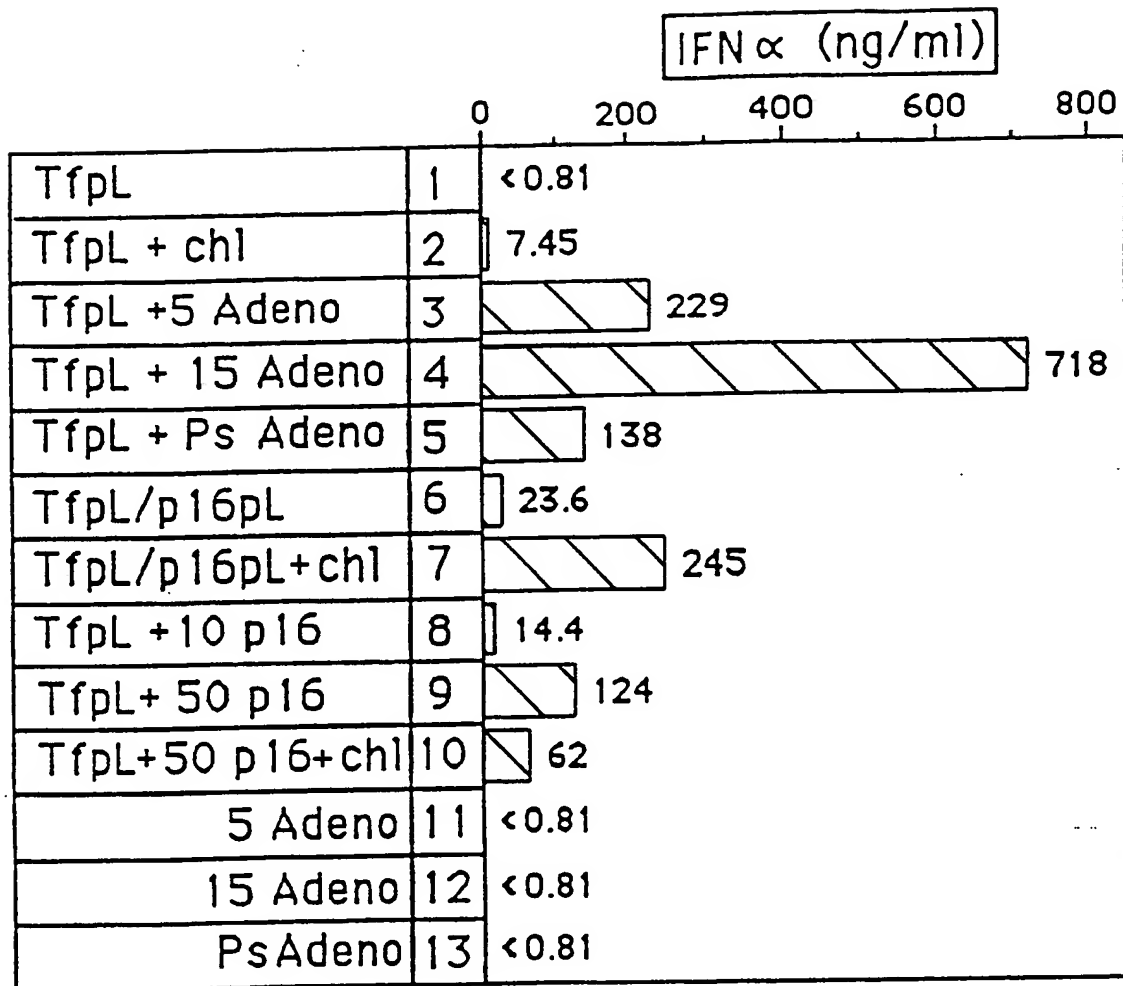 IFN ∝ (ng/ml)
0 200 400 600 800
TfpL 1 <0.81
TfpL + chl 2 7.45
TfpL +5 Adeno 3 229
TfpL + 15 Adeno 4 718
TfpL + Ps Adeno 5 138
TfpL/p16pL 6 23.6
TfpL/p16pL+chl 7 245
TfpL +10 p16 8 14.4
TfpL+ 50 p16 9 124
TfpL+50 p16+chl 10 62
5 Adeno 11 <0.81
15 Adeno 12 <0.81
Ps Adeno 13 <0.81